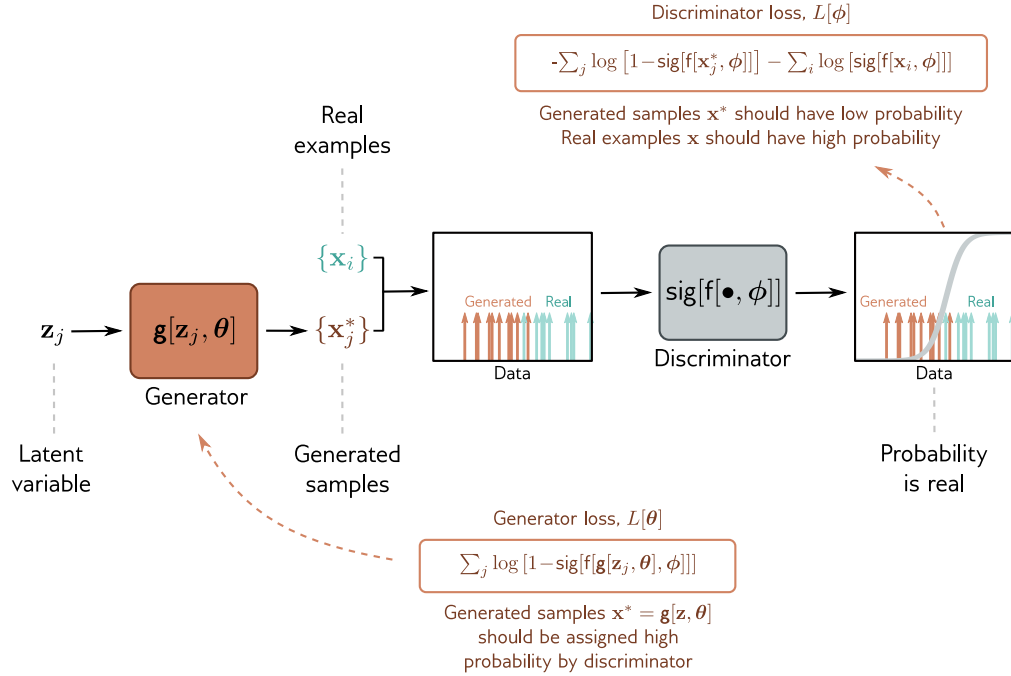 Discriminator loss, L[ϕ]
-∑_j log [1−sig[f[x*_j, ϕ]]] − ∑_i log [sig[f[x_i, ϕ]]]
Generated samples x* should have low probability
Real examples x should have high probability
Real
examples
{x_i}
z_j
g[z_j, θ]
Generator
{x*_j}
Generated Real
Data
sig[f[•, ϕ]]
Discriminator
Generated Real
Data
Latent
variable
Generated
samples
Probability
is real
Generator loss, L[θ]
∑_j log [1−sig[f[g[z_j, θ], ϕ]]]
Generated samples x* = g[z, θ]
should be assigned high
probability by discriminator